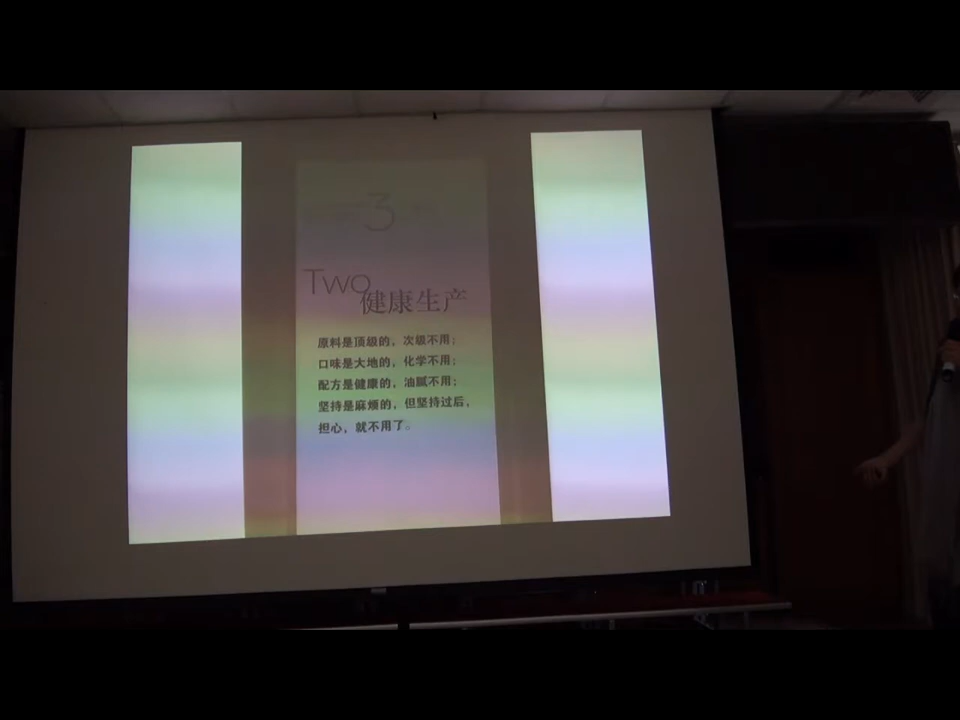 3
Two
健康生产
原料是顶级的，次级不用；
口味是大地的，化学不用；
配方是健康的，油腻不用；
坚持是麻烦的，但坚持过后，
担心，就不用了。